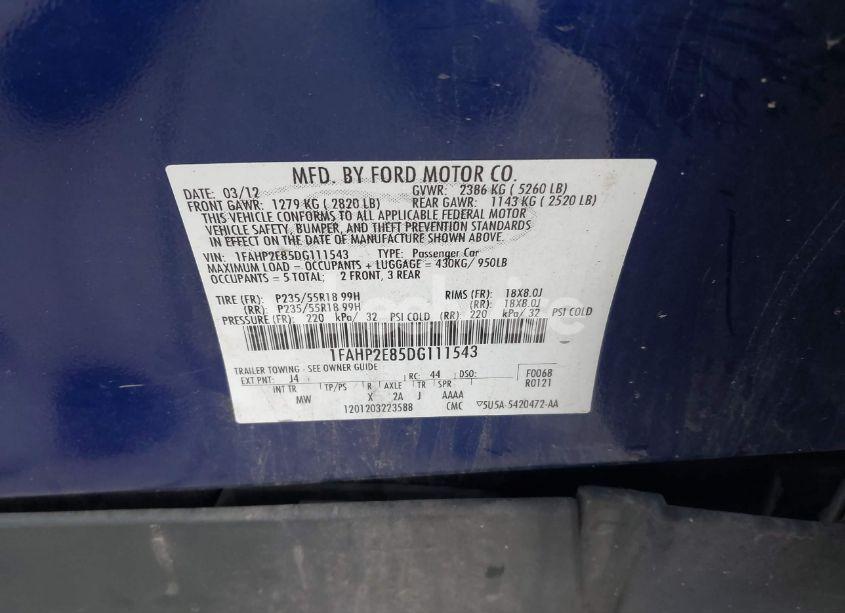 MFD. BY FORD MOTOR CO.
DATE: 03/12 GVWR: 2386 KG ( 5260 LB)
FRONT GAWR: 1279 KG ( 2820 LB) REAR GAWR: 1143 KG ( 2520 LB)
THIS VEHICLE CONFORMS TO ALL APPLICABLE FEDERAL MOTOR
VEHICLE SAFETY, BUMPER, AND THEFT PREVENTION STANDARDS
IN EFFECT ON THE DATE OF MANUFACTURE SHOWN ABOVE.
VIN: 1FAHP2E85DG111543 TYPE: Passenger Car
MAXIMUM LOAD = OCCUPANTS + LUGGAGE = 430KG/ 950LB
OCCUPANTS = 5 TOTAL: 2 FRONT, 3 REAR
TIRE (FR): P235/55R18 99H RIMS (FR): 18X8.0J
(RR): P235/55R18 99H (RR): 18X8.0J
PRESSURE (FR): 220 kPa/ 32 PSI COLD (RR): 220 kPa/ 32 PSI COLD
1FAHP2E85DG111543
TRAILER TOWING - SEE OWNER GUIDE
EXT PNT: J4 RC: 44 DSO: F0068
INT TR TP/PS R AXLE TR SPR R0121
MW X 2A J AAAA
1201203223588 CMC ▽5U5A-5420472-AA